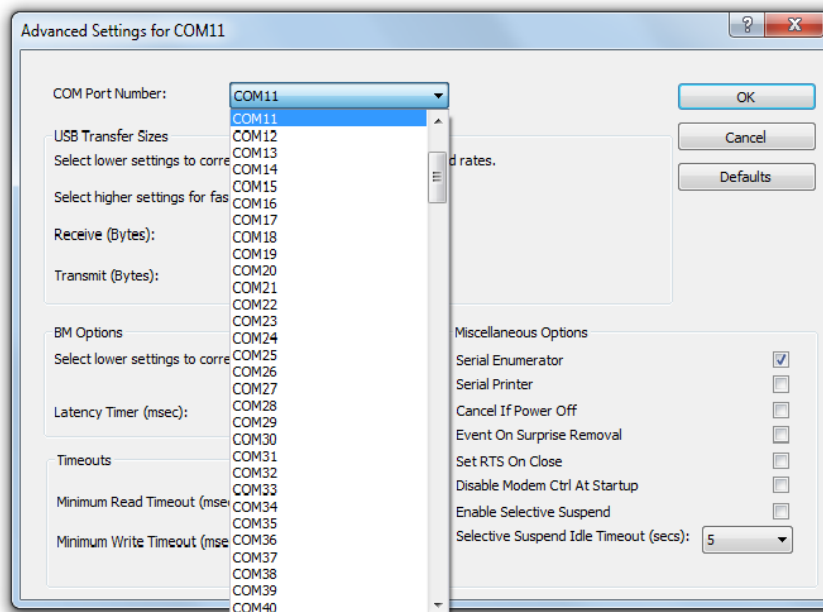 Advanced Settings for COM11
COM Port Number:
COM11
OK
COM11
COM12
COM13
COM14
COM15
COM16
COM17
COM18
COM19
COM20
COM21
COM22
COM23
COM24
COM25
COM26
COM27
COM28
COM29
COM30
COM31
COM32
COM33
COM34
COM35
COM36
COM37
COM38
COM39
COM40
USB Transfer Sizes
Cancel
Select lower settings to corre
d rates.
Defaults
Select higher settings for fas
Receive (Bytes):
Transmit (Bytes):
BM Options
Select lower settings to corre
Latency Timer (msec):
Timeouts
Minimum Read Timeout (msec
Minimum Write Timeout (mse
Miscellaneous Options
Serial Enumerator
Serial Printer
Cancel If Power Off
Event On Surprise Removal
Set RTS On Close
Disable Modem Ctrl At Startup
Enable Selective Suspend
Selective Suspend Idle Timeout (secs):
5